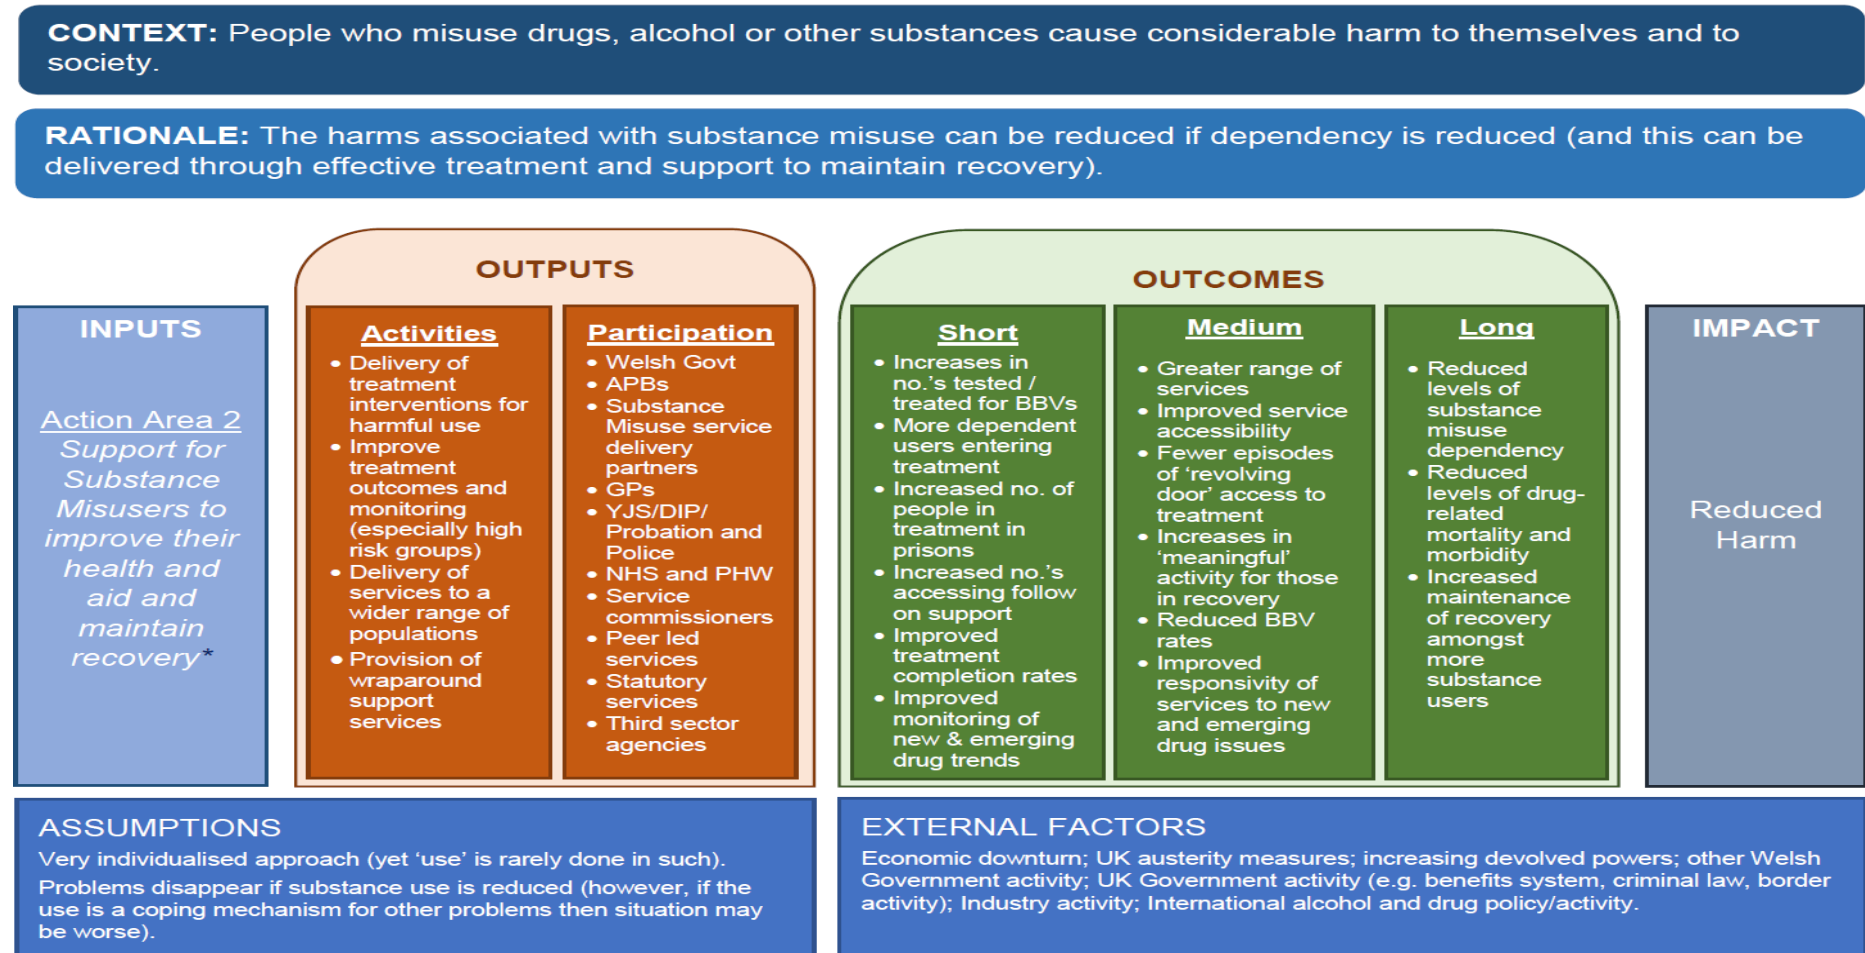 CONTEXT: People who misuse drugs, alcohol or other substances cause considerable harm to themselves and to
society.
RATIONALE: The harms associated with substance misuse can be reduced if dependency is reduced (and this can be
delivered through effective treatment and support to maintain recovery).
INPUTS
Action Area 2
Support for
Substance
Misusers to
improve their
health and
aid and
maintain
recovery*
OUTPUTS
Activities
• Delivery of
treatment
interventions for
harmful use
• Improve
treatment
outcomes and
monitoring
(especially high
risk groups)
• Delivery of
services to a
wider range of
populations
• Provision of
wraparound
support
services
Participation
• Welsh Govt
• APBs
• Substance
Misuse service
delivery
partners
• GPs
• YJS/DIP/
Probation and
Police
• NHS and PHW
• Service
commissioners
• Peer led
services
• Statutory
services
• Third sector
agencies
OUTCOMES
Short
• Increases in
no.'s tested /
treated for BBVs
• More dependent
users entering
treatment
• Increased no. of
people in
treatment in
prisons
• Increased no.'s
accessing follow
on support
• Improved
treatment
completion rates
• Improved
monitoring of
new & emerging
drug trends
Medium
• Greater range of
services
• Improved service
accessibility
• Fewer episodes
of ‘revolving
door’ access to
treatment
• Increases in
‘meaningful’
activity for those
in recovery
• Reduced BBV
rates
• Improved
responsivity of
services to new
and emerging
drug issues
Long
• Reduced
levels of
substance
misuse
dependency
• Reduced
levels of drug-
related
mortality and
morbidity
• Increased
maintenance
of recovery
amongst
more
substance
users
IMPACT
Reduced
Harm
ASSUMPTIONS
Very individualised approach (yet ‘use’ is rarely done in such).
Problems disappear if substance use is reduced (however, if the
use is a coping mechanism for other problems then situation may
be worse).
EXTERNAL FACTORS
Economic downturn; UK austerity measures; increasing devolved powers; other Welsh
Government activity; UK Government activity (e.g. benefits system, criminal law, border
activity); Industry activity; International alcohol and drug policy/activity.